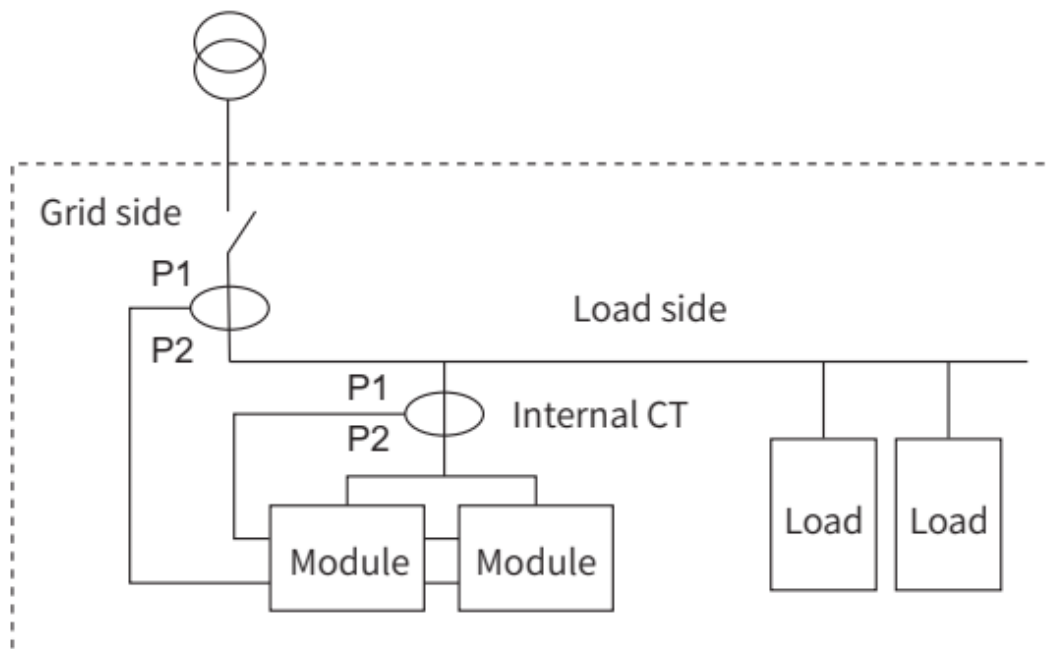 Grid side
P1
Load side
P2
P1
Internal CT
P2
Module
Module
Load
Load